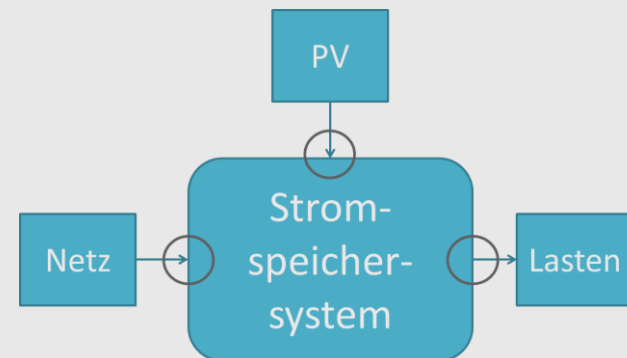 PV
Strom-
speicher-
system
Netz
Lasten